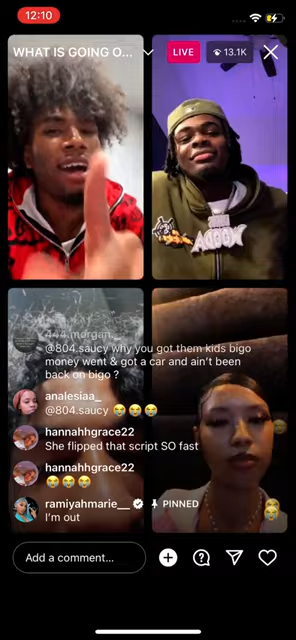 12:10
WHAT IS GOING O...
LIVE
13.1K
444.morgan
@804.saucy why you got them kids bigo
money went & got a car and ain't been
back on bigo ?
analesiaa_
@804.saucy 😭😭😭
hannahhgrace22
She flipped that script SO fast
hannahhgrace22
😭😭😭
ramiyahmarie__ PINNED
I'm out
Add a comment...